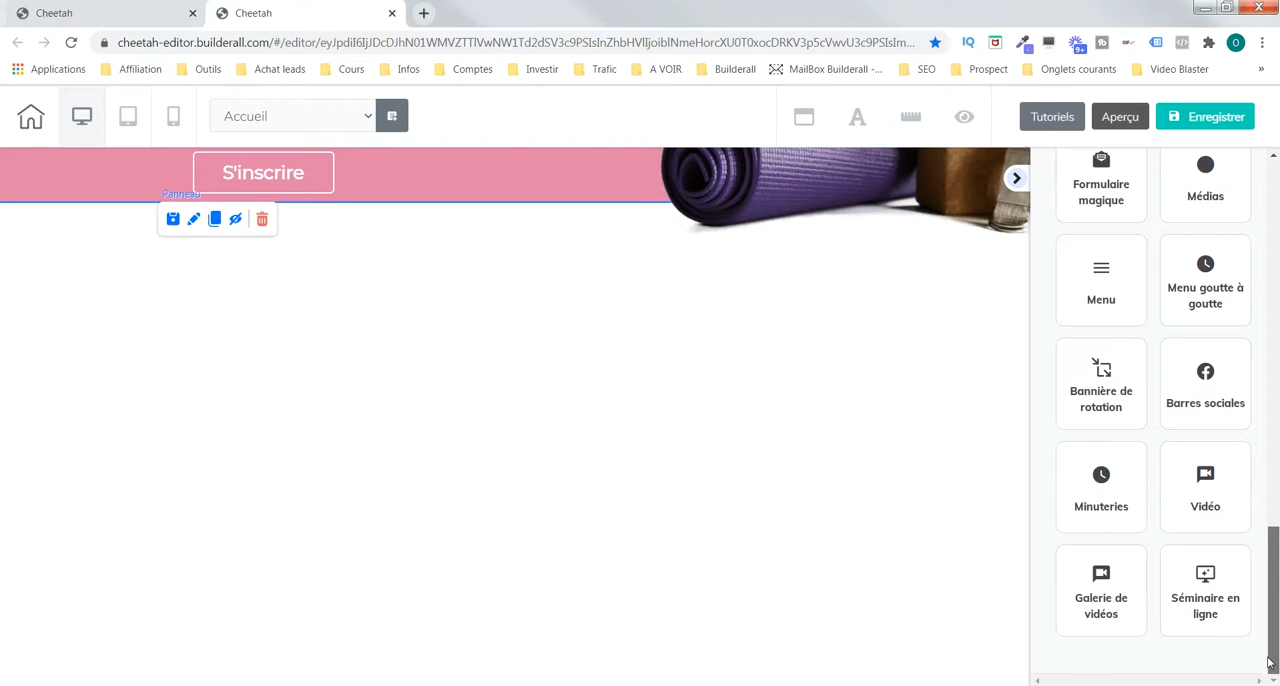 Cheetah
Cheetah
cheetah-editor.builderall.com/#/editor/eyJpdil6IjJDcDJhN01WMVZTTlVwNW1Td2dSV3c9PSIsInZhbHVlIjoiblNmeHorcXU0T0xocDRKV3p5cVwvU3c9PSIsIm...
Applications
Affiliation
Outils
Achat leads
Cours
Infos
Comptes
Investir
Trafic
A VOIR
Builderall
MailBox Builderall -...
SEO
Prospect
Onglets courants
Video Blaster
»
Accueil
Tutoriels
Aperçu
Enregistrer
S'inscrire
Panneau
Formulaire
magique
Médias
Menu
Menu goutte à
goutte
Bannière de
rotation
Barres sociales
Minuteries
Vidéo
Galerie de
vidéos
Séminaire en
ligne